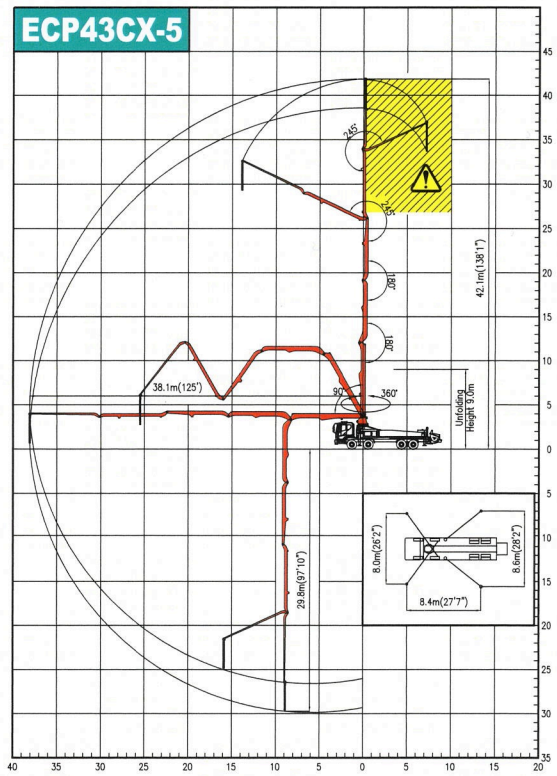 ECP43CX-5
45
40
35
30
25
20
15
10
5
0
5
10
15
20
25
30
35
245°
245°
180°
180°
90°
360°
42.1m(138'1")
38.1m(125')
Unfolding
Height 9.0m
29.8m(97'10")
8.0m(26'2")
8.6m(28'2")
8.4m(27'7")
40 35 30 25 20 15 10 5 0 5 10 15 20